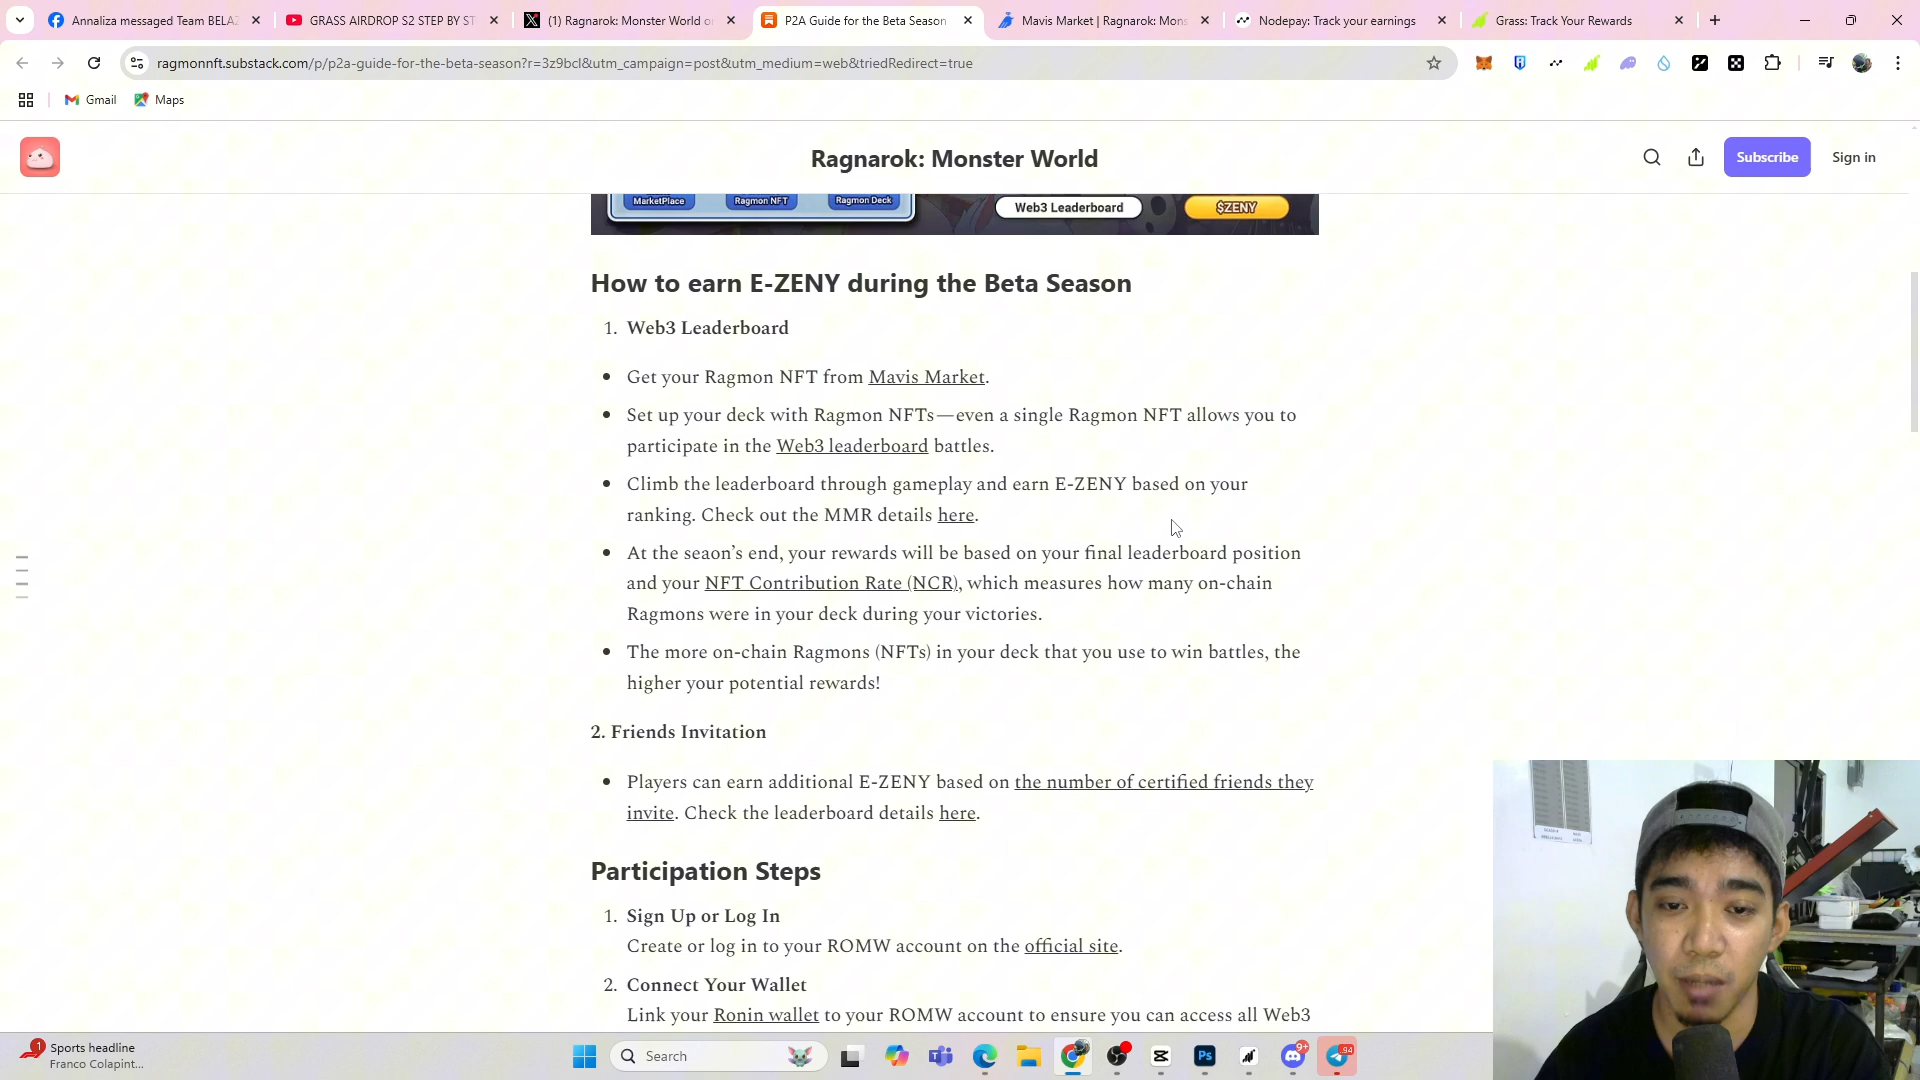 Annaliza messaged Team BELA
GRASS AIRDROP S2 STEP BY ST
(1) Ragnarok: Monster World o
P2A Guide for the Beta Season
Mavis Market | Ragnarok: Mons
Nodepay: Track your earnings
Grass: Track Your Rewards
ragmonnft.substack.com/p/p2a-guide-for-the-beta-season?r=3z9bcl&utm_campaign=post&utm_medium=web&triedRedirect=true
Gmail
Maps
Ragnarok: Monster World
Subscribe
Sign in
MarketPlace
Ragmon NFT
Ragmon Deck
Web3 Leaderboard
$ZENY
How to earn E-ZENY during the Beta Season
1. Web3 Leaderboard
• Get your Ragmon NFT from Mavis Market.
• Set up your deck with Ragmon NFTs—even a single Ragmon NFT allows you to
participate in the Web3 leaderboard battles.
• Climb the leaderboard through gameplay and earn E-ZENY based on your
ranking. Check out the MMR details here.
• At the seaon's end, your rewards will be based on your final leaderboard position
and your NFT Contribution Rate (NCR), which measures how many on-chain
Ragmons were in your deck during your victories.
• The more on-chain Ragmons (NFTs) in your deck that you use to win battles, the
higher your potential rewards!
2. Friends Invitation
• Players can earn additional E-ZENY based on the number of certified friends they
invite. Check the leaderboard details here.
Participation Steps
1. Sign Up or Log In
Create or log in to your ROMW account on the official site.
2. Connect Your Wallet
Link your Ronin wallet to your ROMW account to ensure you can access all Web3
1
Sports headline
Franco Colapint...
Search
Ps
9+
94